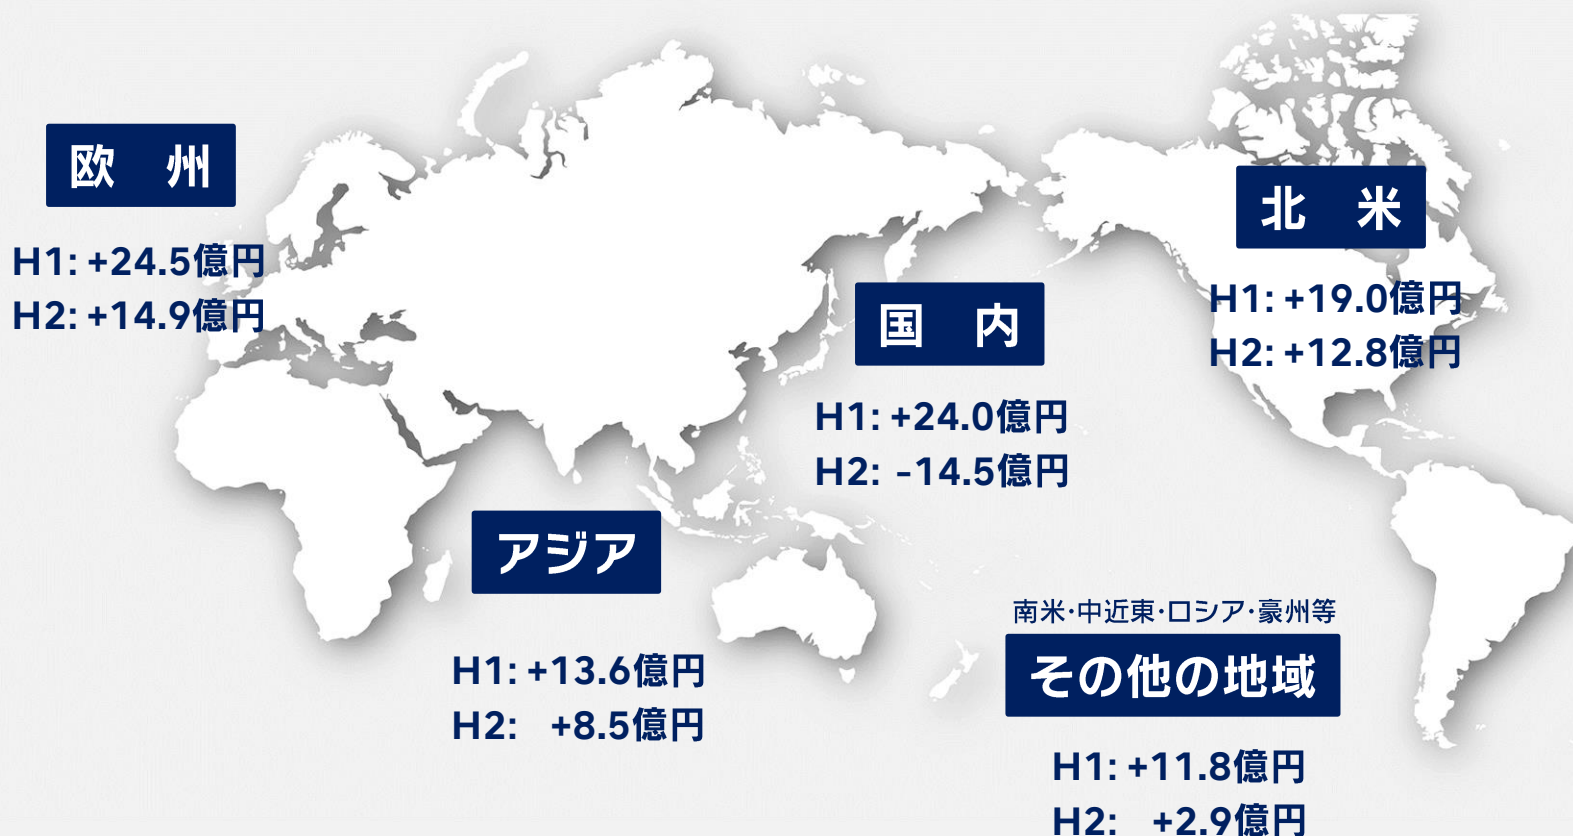 欧　州
H1: +24.5億円
H2: +14.9億円
北　米
H1: +19.0億円
H2: +12.8億円
国　内
H1: +24.0億円
H2: -14.5億円
アジア
H1: +13.6億円
H2: +8.5億円
南米・中近東・ロシア・豪州等
その他の地域
H1: +11.8億円
H2: +2.9億円